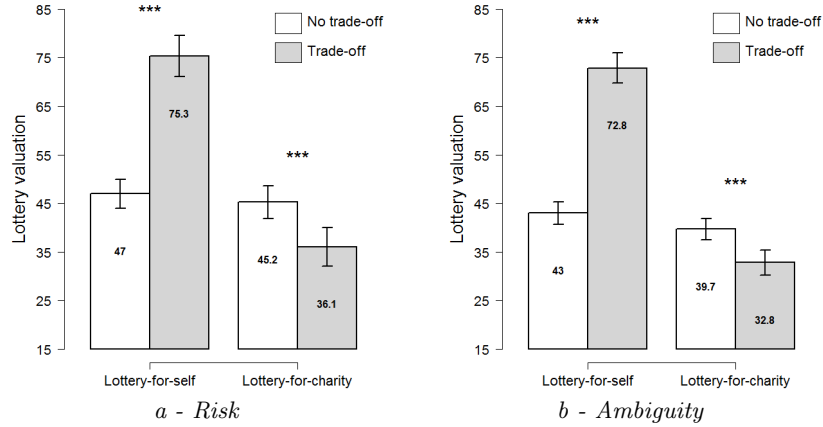 85
75
65
55
45
35
25
15
Lottery valuation
***
***
No trade-off
Trade-off
75.3
47
45.2
36.1
Lottery-for-self
Lottery-for-charity
a - Risk
85
75
65
55
45
35
25
15
Lottery valuation
***
***
No trade-off
Trade-off
72.8
43
39.7
32.8
Lottery-for-self
Lottery-for-charity
b - Ambiguity